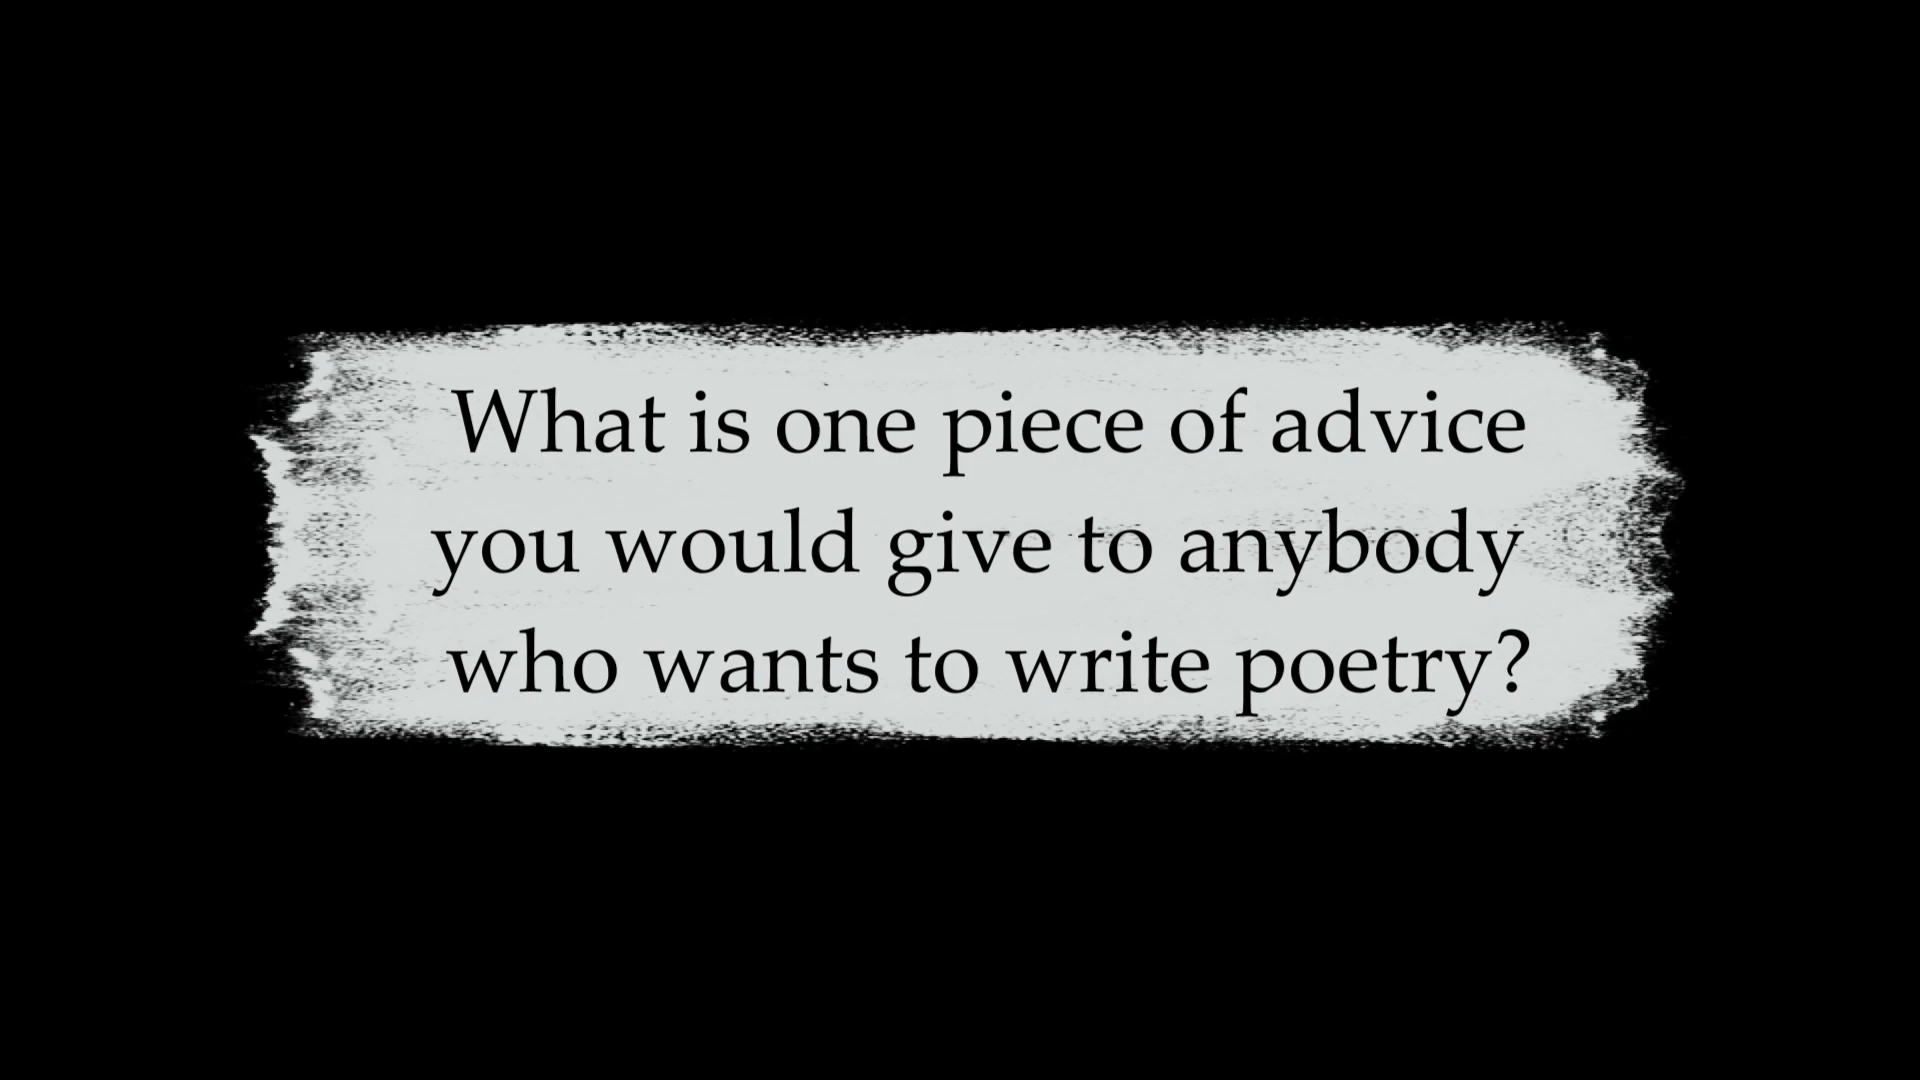 What is one piece of advice
you would give to anybody
who wants to write poetry?